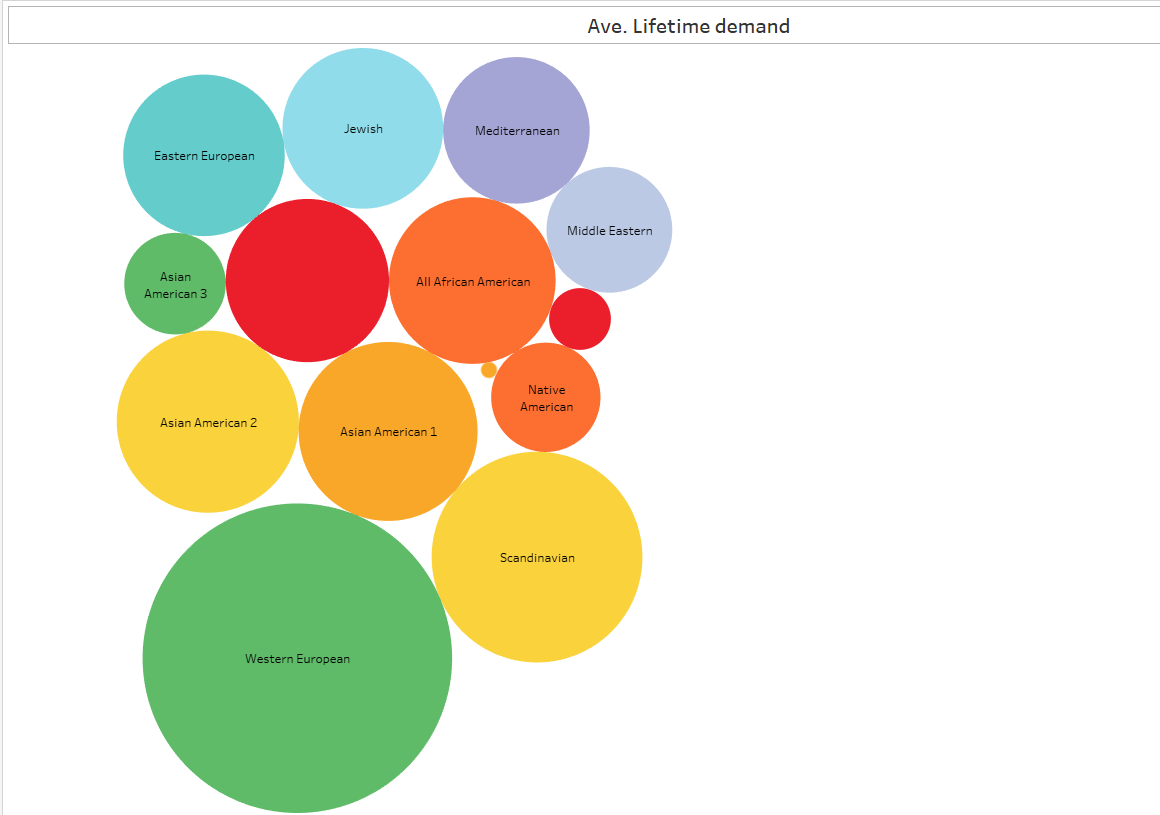 Ave. Lifetime demand
Jewish
Mediterranean
Eastern European
Middle Eastern
Asian
American 3
All African American
Native
American
Asian American 2
Asian American 1
Scandinavian
Western European